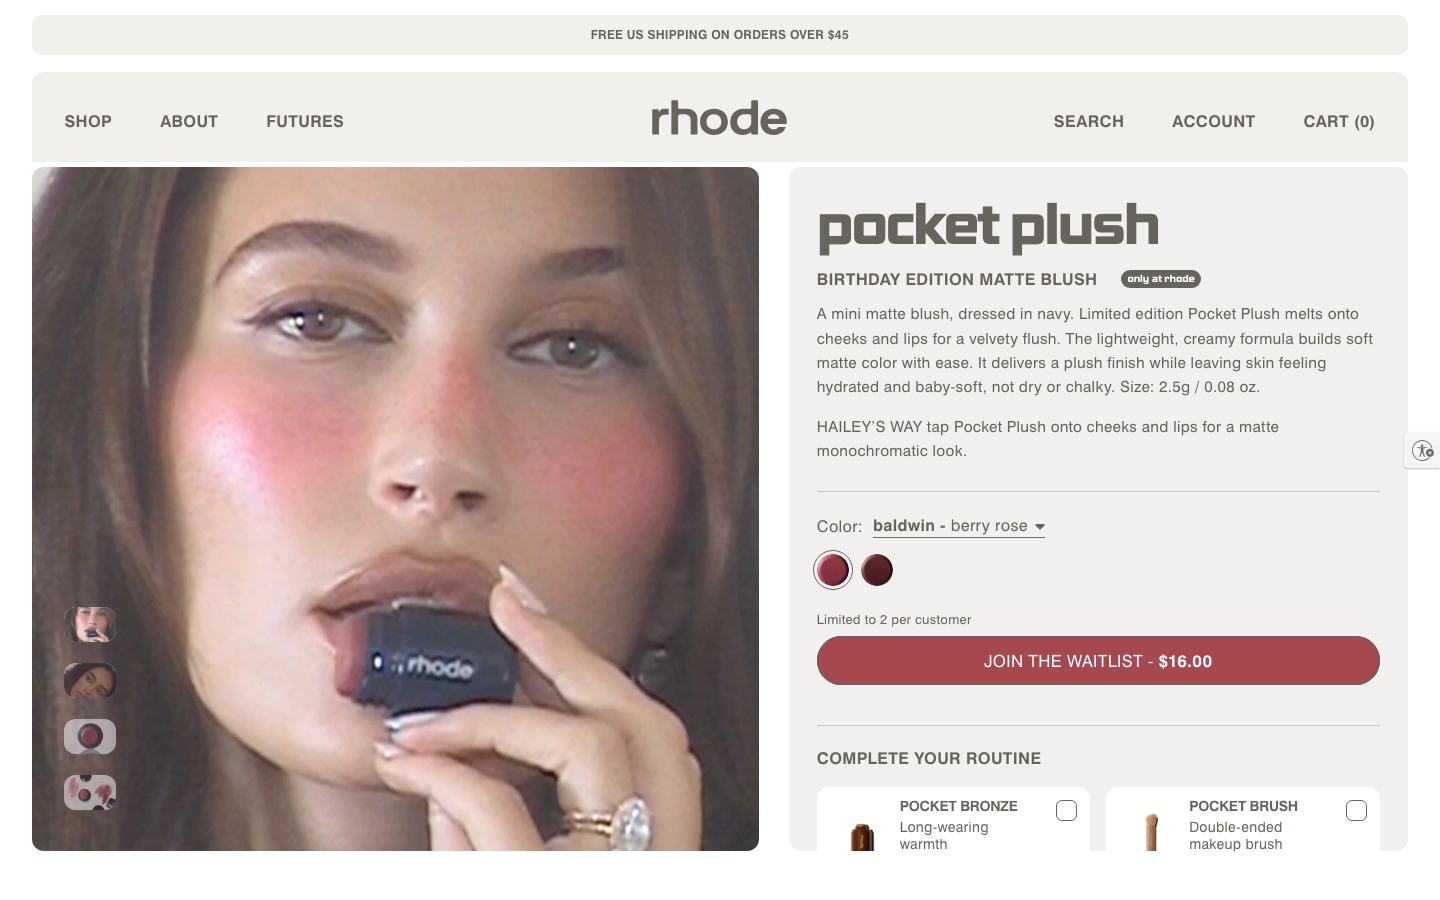 FREE US SHIPPING ON ORDERS OVER $45
SHOP
ABOUT
FUTURES
rhode
SEARCH
ACCOUNT
CART (0)
rhode
pocket plush
BIRTHDAY EDITION MATTE BLUSH
only at rhode
A mini matte blush, dressed in navy. Limited edition Pocket Plush melts onto
cheeks and lips for a velvety flush. The lightweight, creamy formula builds soft
matte color with ease. It delivers a plush finish while leaving skin feeling
hydrated and baby-soft, not dry or chalky. Size: 2.5g / 0.08 oz.
HAILEY’S WAY tap Pocket Plush onto cheeks and lips for a matte
monochromatic look.
Color: baldwin - berry rose
Limited to 2 per customer
JOIN THE WAITLIST - $16.00
COMPLETE YOUR ROUTINE
POCKET BRONZE
Long-wearing
warmth
rhode
POCKET BRUSH
Double-ended
makeup brush